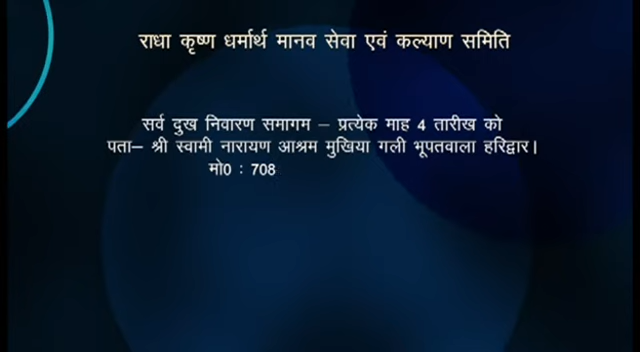 राधा कृष्ण धर्मार्थ मानव सेवा एवं कल्याण समिति
सर्व दुख निवारण समागम – प्रत्येक माह 4 तारीख को
पता– श्री स्वामी नारायण आश्रम मुखिया गली भूपतवाला हरिद्वार।
मो0 : 708